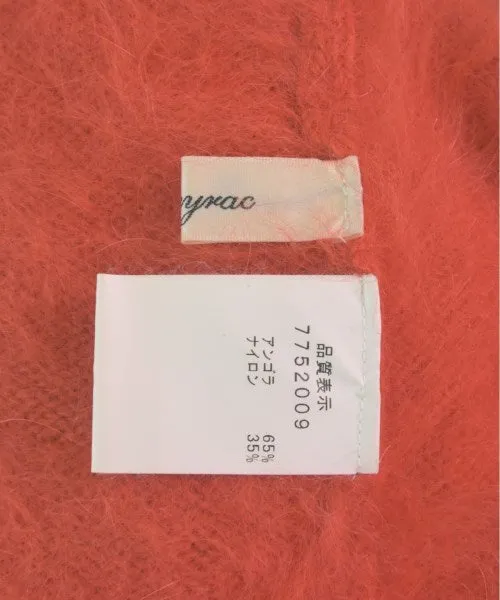 yrac
品質表示
7752009
アンゴラ 65%
ナイロン 35%